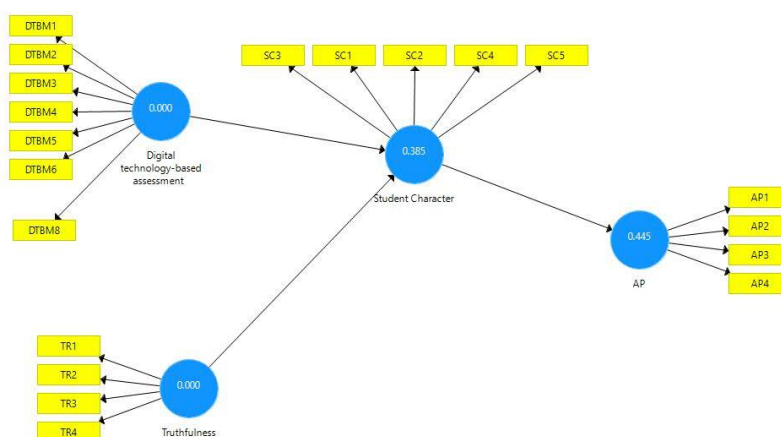 DTBM1
DTBM2
DTBM3
DTBM4
DTBM5
DTBM6
DTBM8
0.000
Digital
technology-based
assessment
SC3
SC1
SC2
SC4
SC5
0.385
Student Character
0.445
AP
AP1
AP2
AP3
AP4
TR1
TR2
TR3
TR4
0.000
Truthfulness